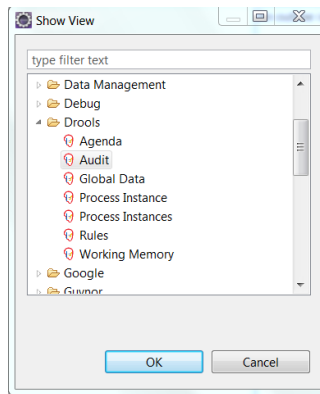 Show View
type filter text
Data Management
Debug
Drools
Agenda
Audit
Global Data
Process Instance
Process Instances
Rules
Working Memory
Google
Guvnor
OK
Cancel